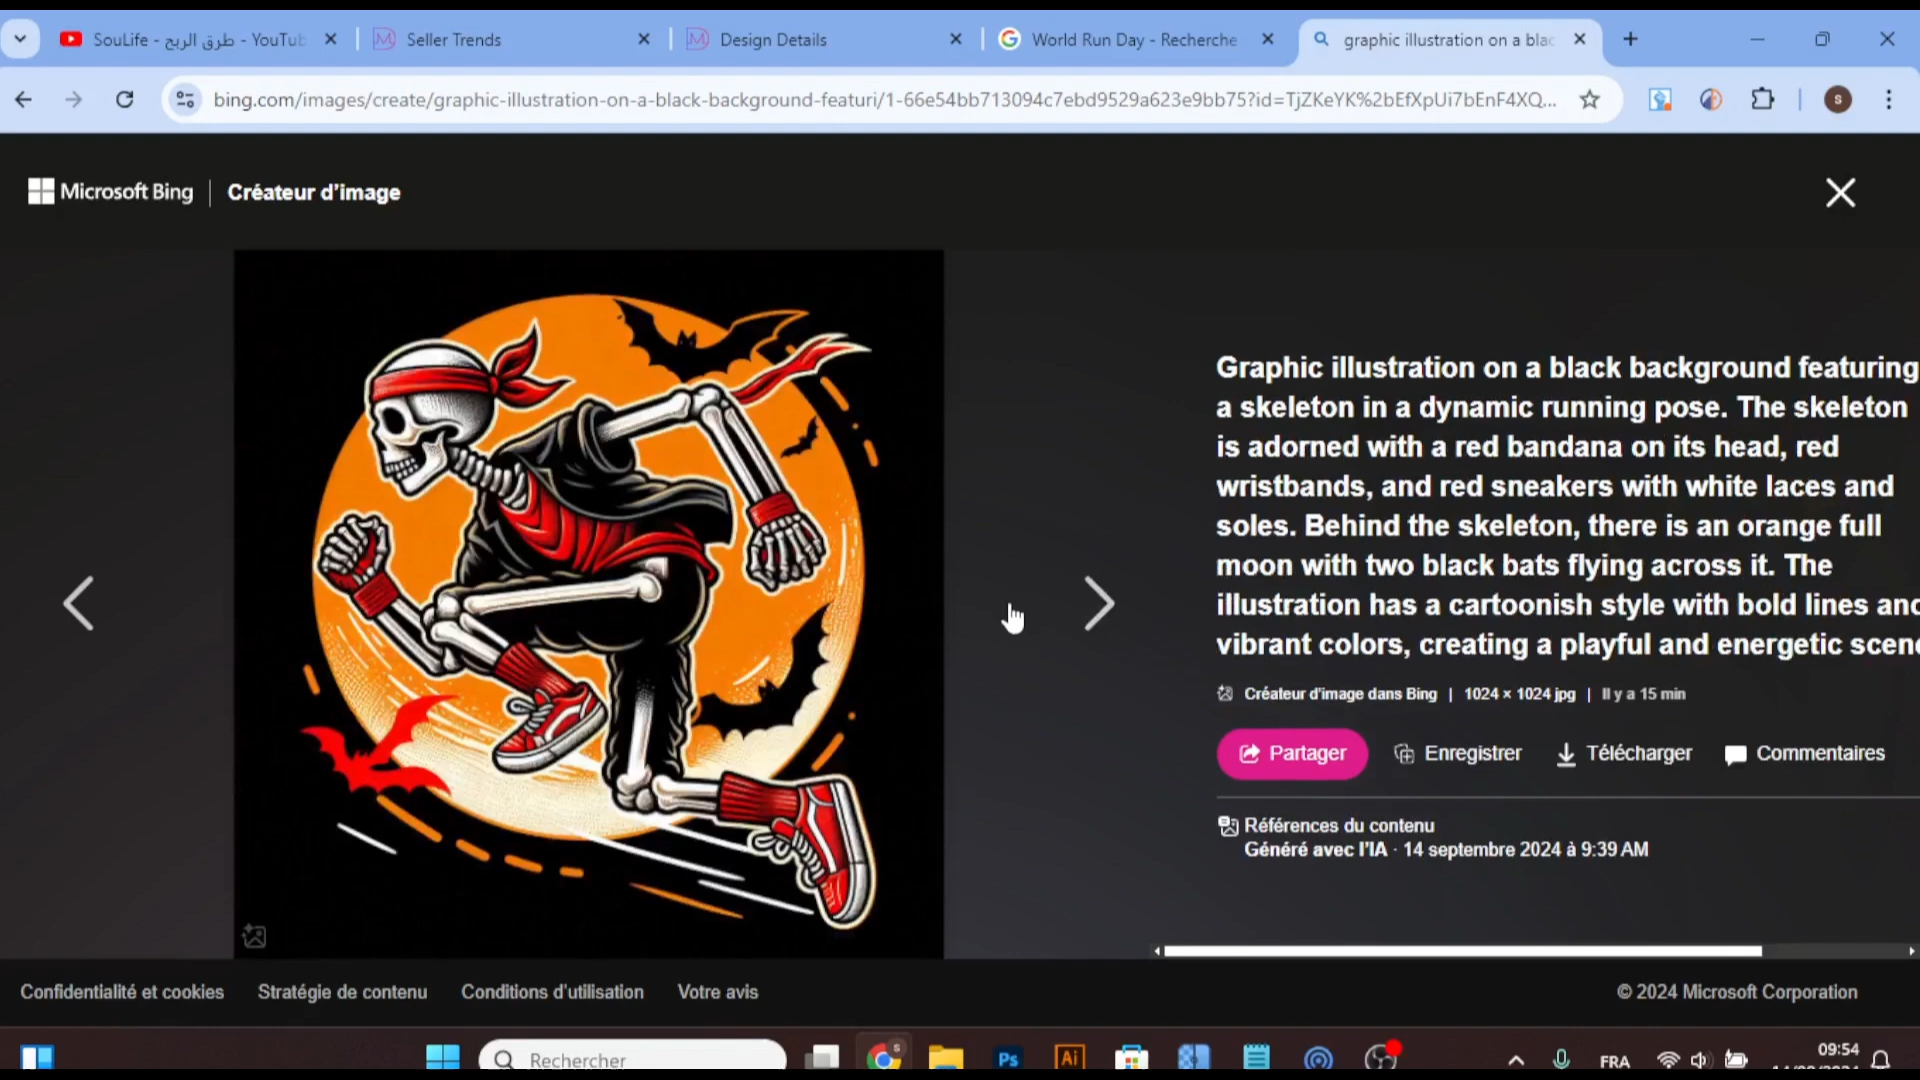 SouLife - طرق الربح - YouTub
Seller Trends
Design Details
World Run Day - Recherche
graphic illustration on a blac
bing.com/images/create/graphic-illustration-on-a-black-background-featuri/1-66e54bb713094c7ebd9529a623e9bb75?id=TjZKeYK%2bEfXpUi7bEnF4XQ...
S
Microsoft Bing
Créateur d'image
Graphic illustration on a black background featuring
a skeleton in a dynamic running pose. The skeleton
is adorned with a red bandana on its head, red
wristbands, and red sneakers with white laces and
soles. Behind the skeleton, there is an orange full
moon with two black bats flying across it. The
illustration has a cartoonish style with bold lines and
vibrant colors, creating a playful and energetic scene
Créateur d'image dans Bing | 1024 × 1024 jpg | Il y a 15 min
Partager
Enregistrer
Télécharger
Commentaires
Références du contenu
Généré avec l'IA · 14 septembre 2024 à 9:39 AM
Confidentialité et cookies
Stratégie de contenu
Conditions d'utilisation
Votre avis
© 2024 Microsoft Corporation
Rechercher
S
Ps
Ai
FRA
09:54